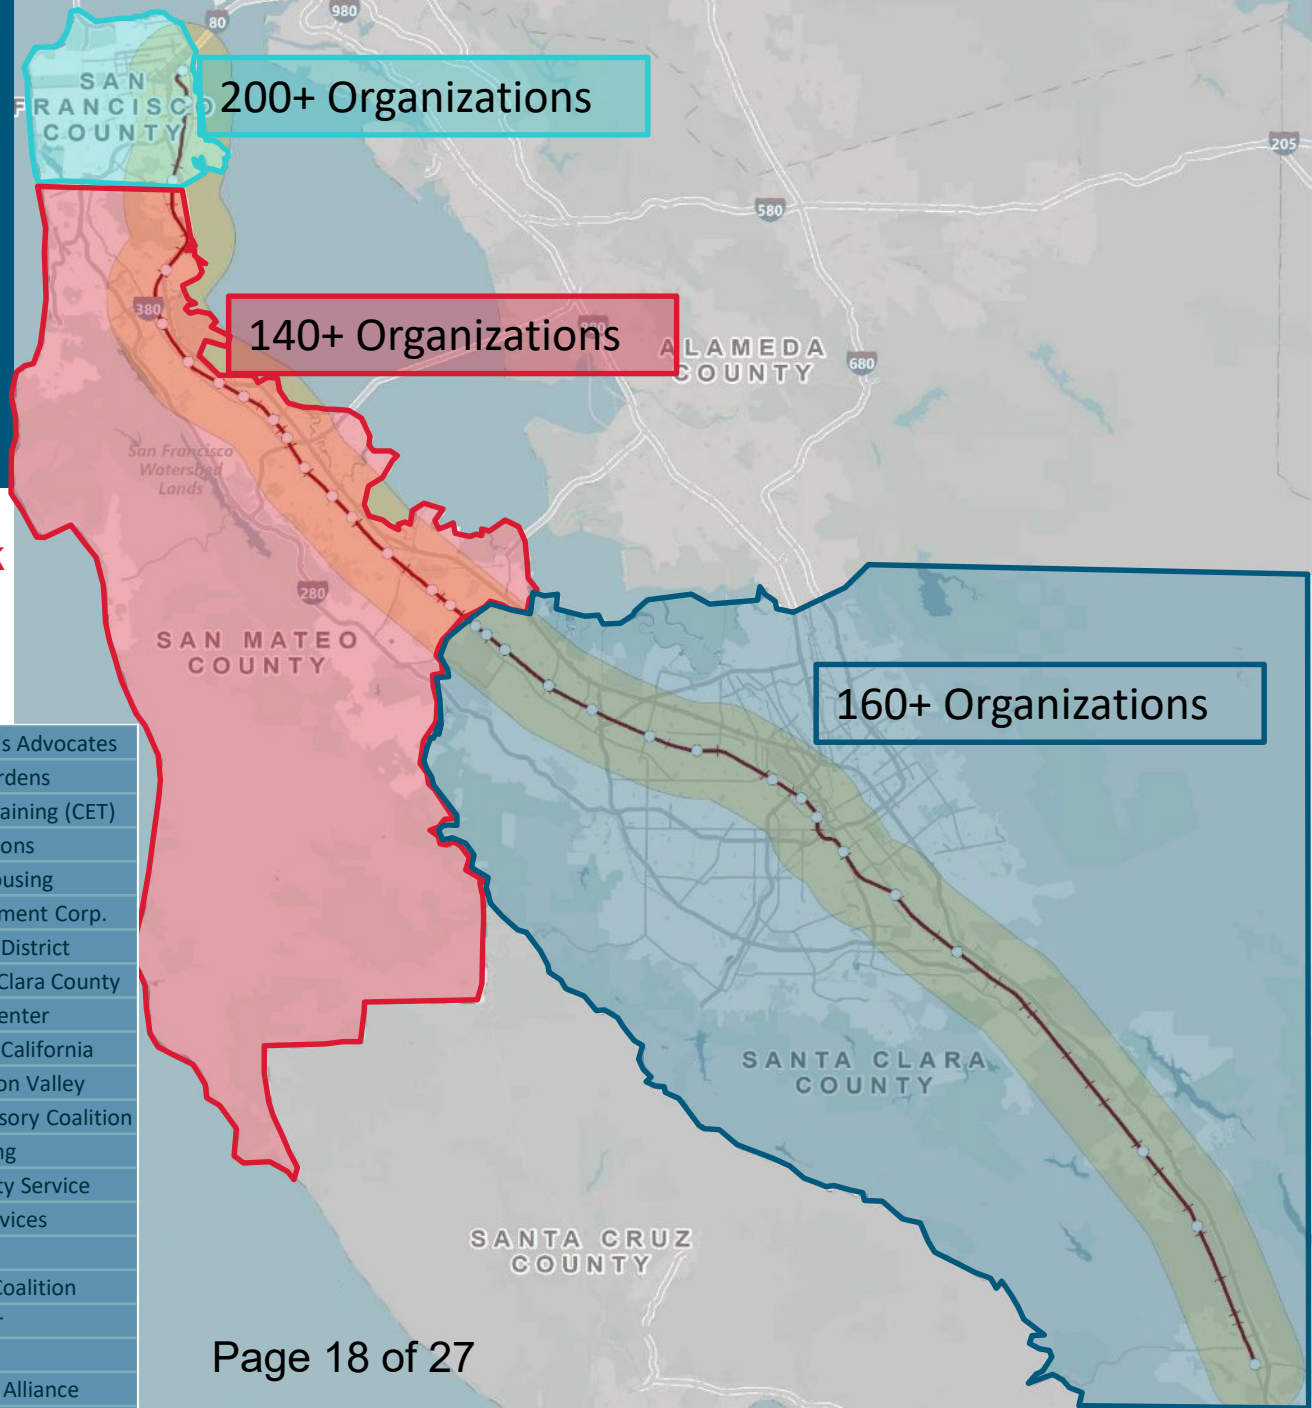 980
80
SAN
FRANCISCO
COUNTY
200+ Organizations
205
580
380
140+ Organizations
ALAMEDA
COUNTY
680
San Francisco
Watershed
Lands
280
SAN MATEO
COUNTY
160+ Organizations
's Advocates
rdens
aining (CET)
ons
ousing
ment Corp.
District
Clara County
enter
California
on Valley
sory Coalition
ng
ty Service
vices
Coalition
r
Alliance
SANTA CLARA
COUNTY
SANTA CRUZ
COUNTY
Page 18 of 27